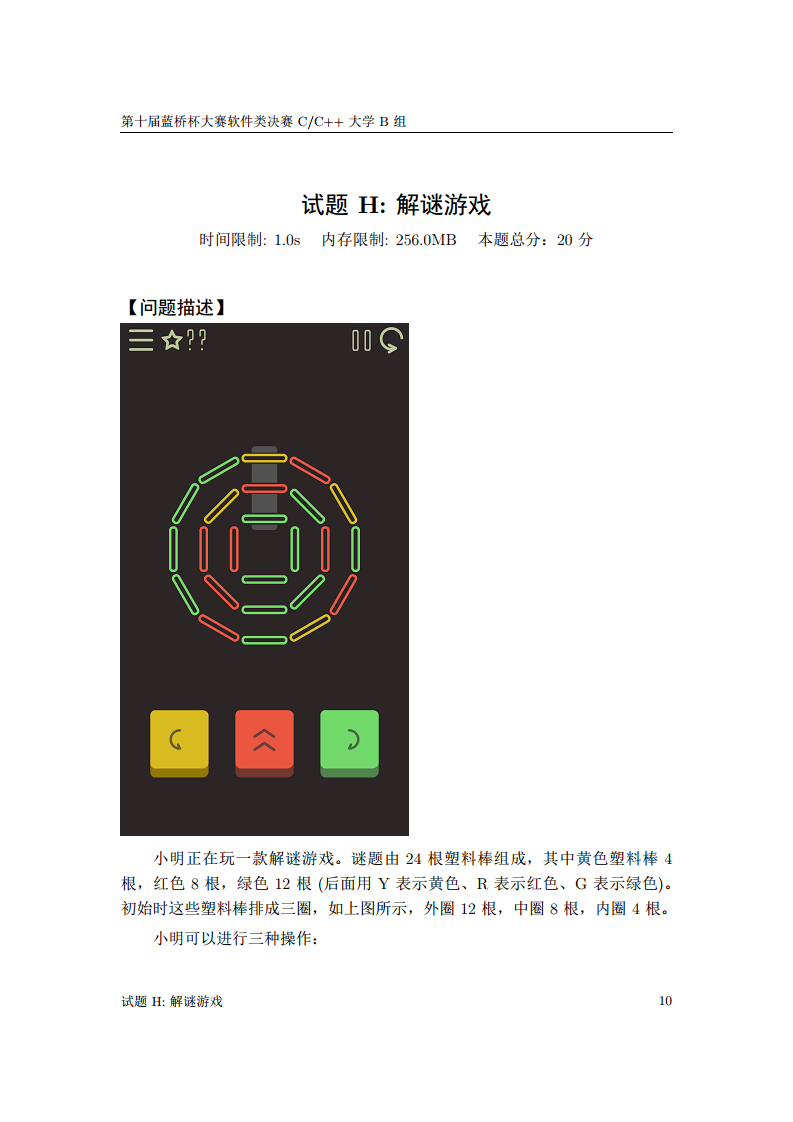 第十届蓝桥杯大赛软件类决赛 C/C++ 大学 B 组
试题 H: 解谜游戏
时间限制: 1.0s 内存限制: 256.0MB 本题总分：20 分
【问题描述】
??
小明正在玩一款解谜游戏。谜题由 24 根塑料棒组成，其中黄色塑料棒 4
根，红色 8 根，绿色 12 根 (后面用 Y 表示黄色、R 表示红色、G 表示绿色)。
初始时这些塑料棒排成三圈，如上图所示，外圈 12 根，中圈 8 根，内圈 4 根。
小明可以进行三种操作：
试题 H: 解谜游戏 10